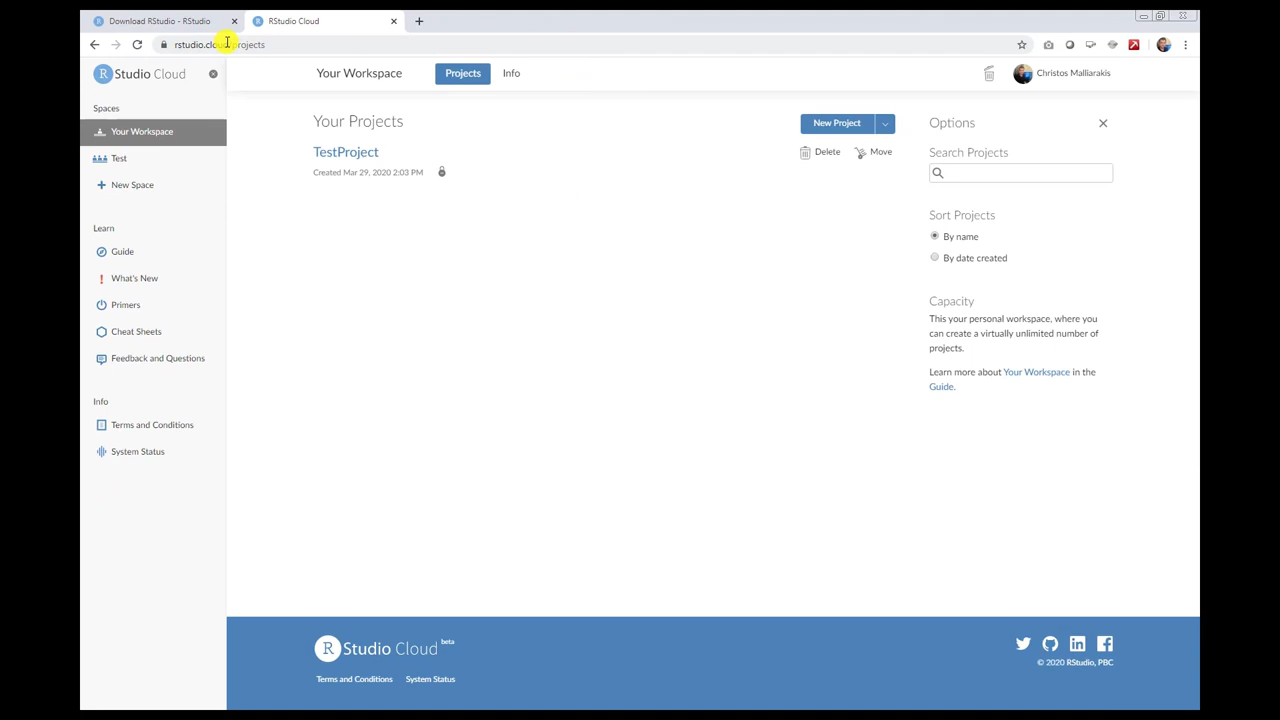 Download RStudio - RStudio
RStudio Cloud
rstudio.cloud/projects
R Studio Cloud
Your Workspace
Projects
Info
Christos Malliarakis
Spaces
Your Workspace
Test
New Space
Learn
Guide
What's New
Primers
Cheat Sheets
Feedback and Questions
Info
Terms and Conditions
System Status
Your Projects
New Project
TestProject
Delete
Move
Created Mar 29, 2020 2:03 PM
Options
Search Projects
Sort Projects
By name
By date created
Capacity
This your personal workspace, where you
can create a virtually unlimited number of
projects.
Learn more about Your Workspace in the
Guide.
R Studio Cloud beta
Terms and Conditions
System Status
© 2020 RStudio, PBC